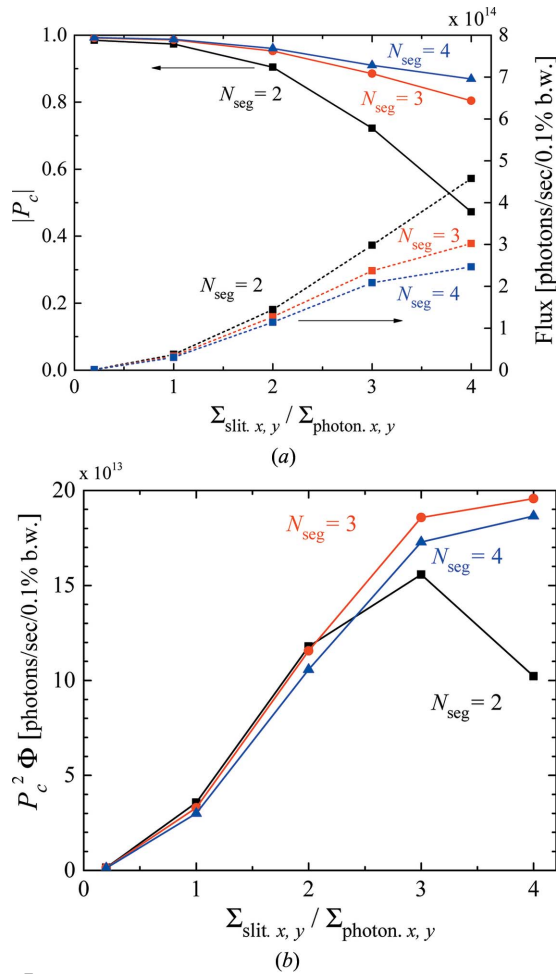 x 10^14
1.0
0.8
0.6
0.4
0.2
0.0
|P_c|
8
7
6
5
4
3
2
1
0
Flux [photons/sec/0.1% b.w.]
N_seg = 4
N_seg = 3
N_seg = 2
N_seg = 2
N_seg = 3
N_seg = 4
0 1 2 3 4
Σ_slit. x, y / Σ_photon. x, y
(a)
x 10^13
20
15
10
5
0
P_c^2 Φ [photons/sec/0.1% b.w.]
N_seg = 3
N_seg = 4
N_seg = 2
0 1 2 3 4
Σ_slit. x, y / Σ_photon. x, y
(b)